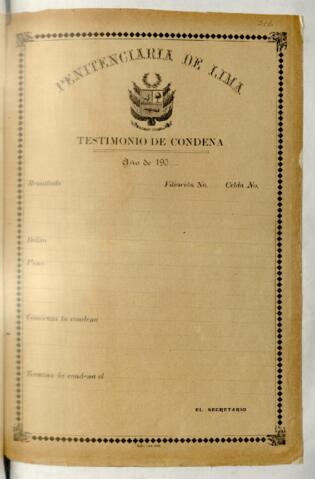 PENITENCIARIA DE LIMA
TESTIMONIO DE CONDENA
Año de 190
Rematado Filiación No. Celda No.
Delito
Pena
Comienza la condena
Termina la condena el
EL SECRETARIO